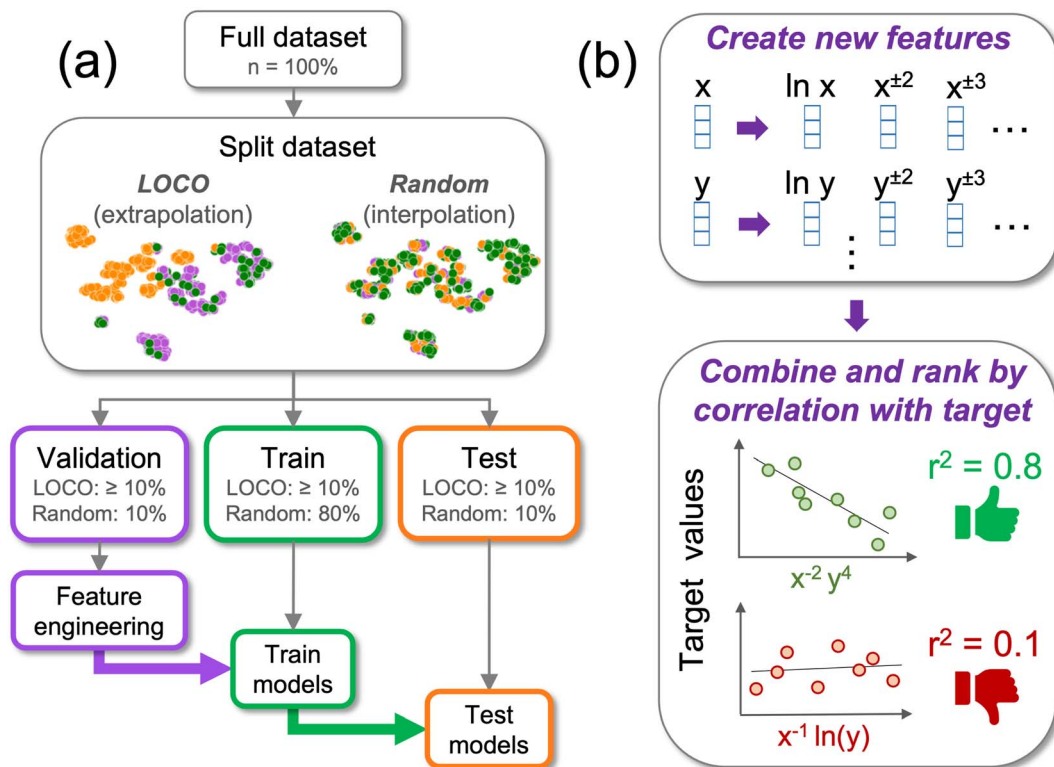 (a)
Full dataset
n = 100%
Split dataset
LOCO
(extrapolation)
Random
(interpolation)
Validation
LOCO: ≥ 10%
Random: 10%
Train
LOCO: ≥ 10%
Random: 80%
Test
LOCO: ≥ 10%
Random: 10%
Feature
engineering
Train
models
Test
models
(b)
Create new features
x ln x x±2 x±3 ...
y ln y y±2 y±3 ...
⋮
Combine and rank by
correlation with target
Target values
r² = 0.8
x⁻² y⁴
r² = 0.1
x⁻¹ ln(y)